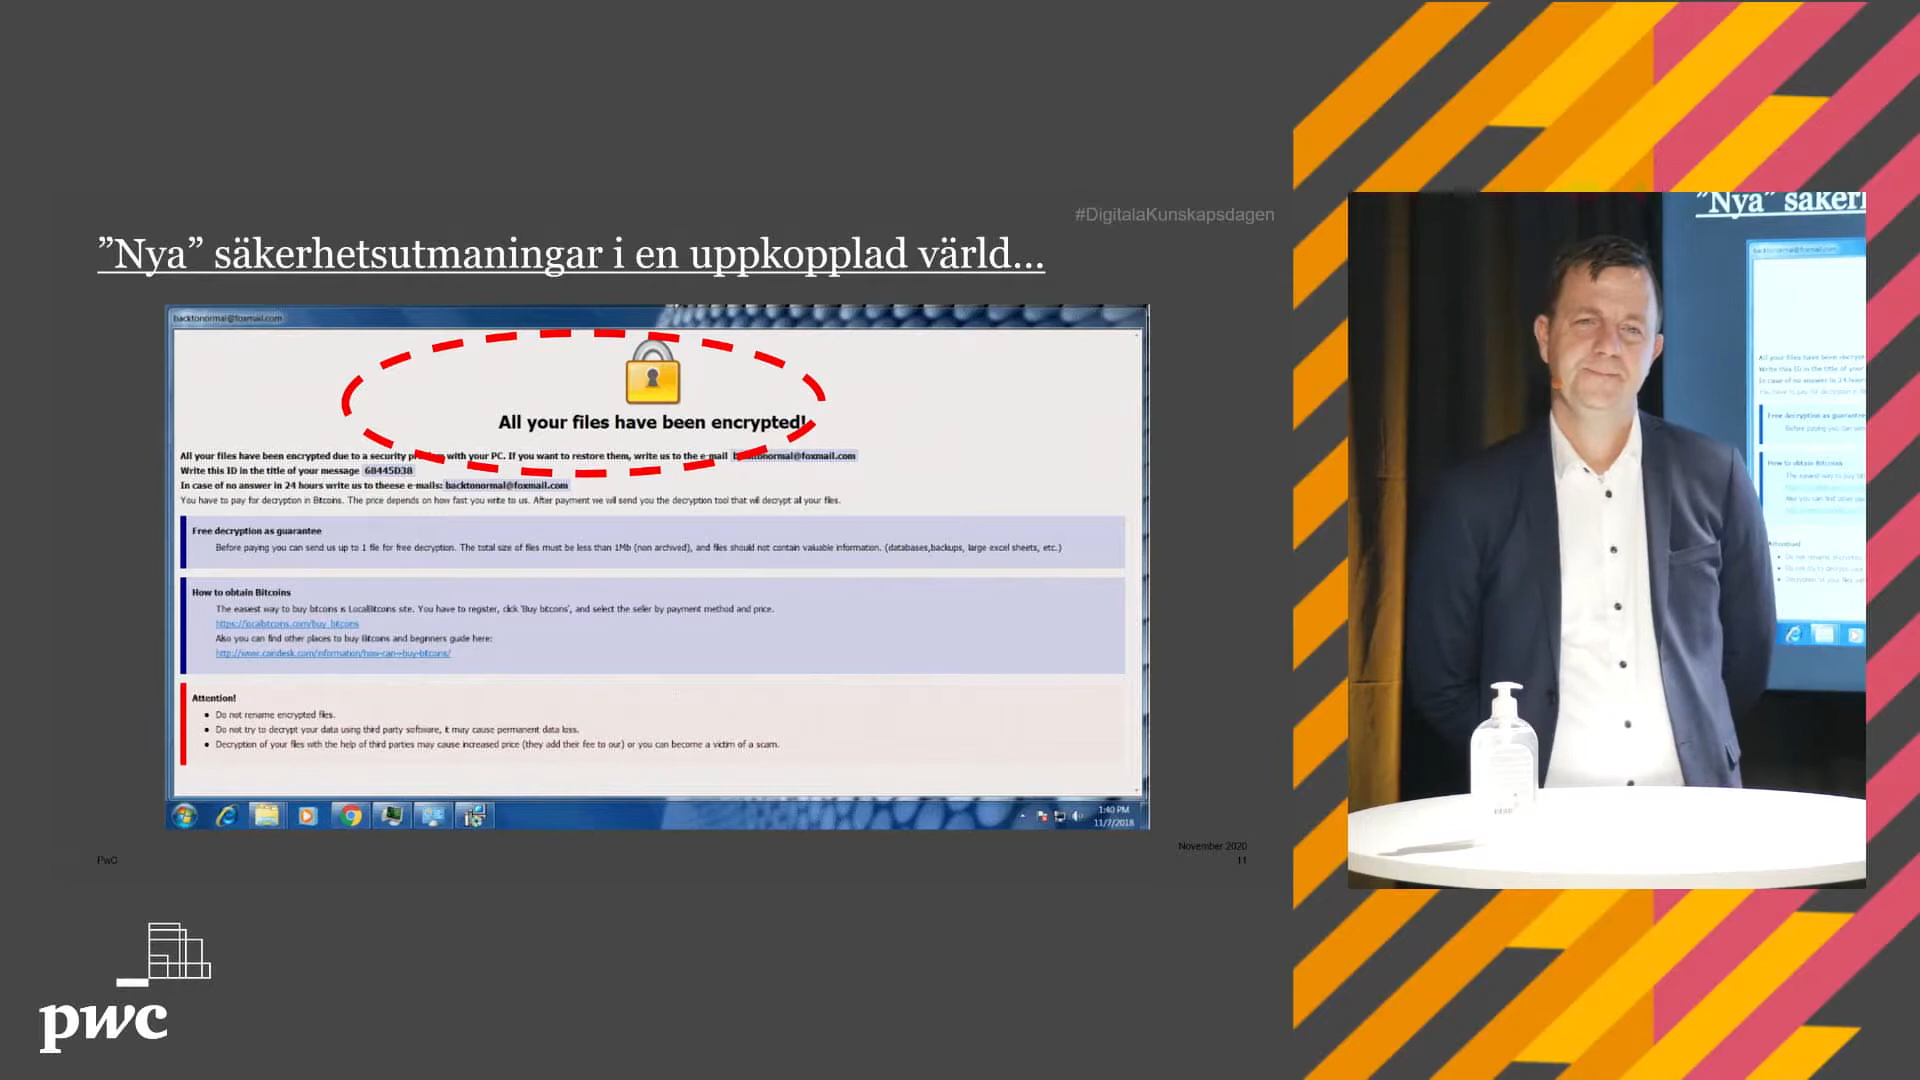 #DigitalaKunskapsdagen
”Nya” säkerhetsutmaningar i en uppkopplad värld...
backtonormal@foxmail.com
All your files have been encrypted!
All your files have been encrypted due to a security with your PC. If you want to restore them, write us to the e-mail
Write this ID in the title of your message 6B445D38
In case of no answer in 24 hours write us to theese e-mails: backtonormal@foxmail.com
You have to pay for decryption in Bitcoins. The price depends on how fast you write to us. After payment we will send you the decryption tool that will decrypt all your files.
Free decryption as guarantee
Before paying you can send us up to 1 file for free decryption. The total size of files must be less than 1Mb (non archived), and files should not contain valuable information. (databases,backups, large excel sheets, etc.)
How to obtain Bitcoins
The easiest way to buy bitcoins is LocalBitcoins site. You have to register, click 'Buy bitcoins', and select the seller by payment method and price.
https://localbitcoins.com/buy_bitcoins
Also you can find other places to buy Bitcoins and beginners guide here:
http://www.coindesk.com/information/how-can-i-buy-bitcoins/
Attention!
Do not rename encrypted files.
Do not try to decrypt your data using third party software, it may cause permanent data loss.
Decryption of your files with the help of third parties may cause increased price (they add their fee to our) or you can become a victim of a scam.
1:40 PM
11/7/2018
PwC
November 2020
11
pwc
"Nya" säkerl